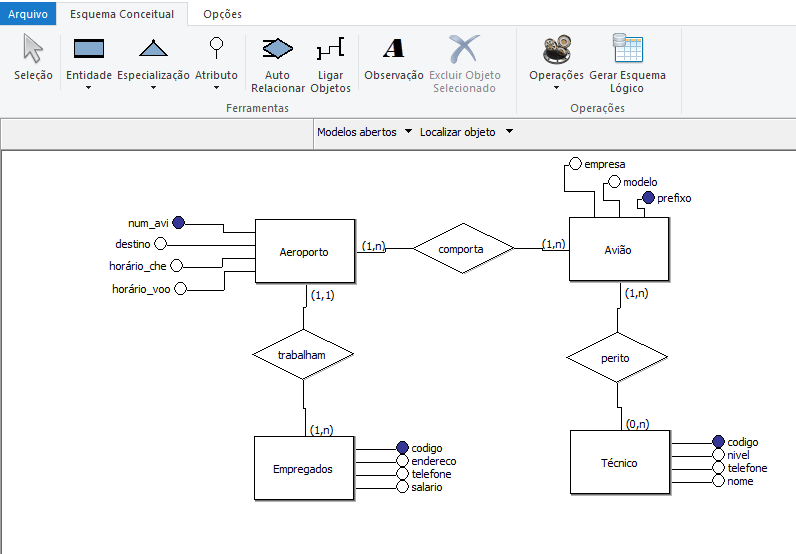 Arquivo Esquema Conceitual Opções
Seleção Entidade Especialização Atributo Auto Relacionar Ligar Objetos Observação Excluir Objeto Selecionado Operações Gerar Esquema Lógico
Ferramentas Operações
Modelos abertos Localizar objeto
empresa
modelo
prefixo
num_avi
destino
horário_che
horário_voo
Aeroporto
(1,n)
comporta
(1,n)
Avião
(1,1)
(1,n)
trabalham
perito
(1,n)
(0,n)
Empregados
codigo
endereco
telefone
salario
Técnico
codigo
nivel
telefone
nome